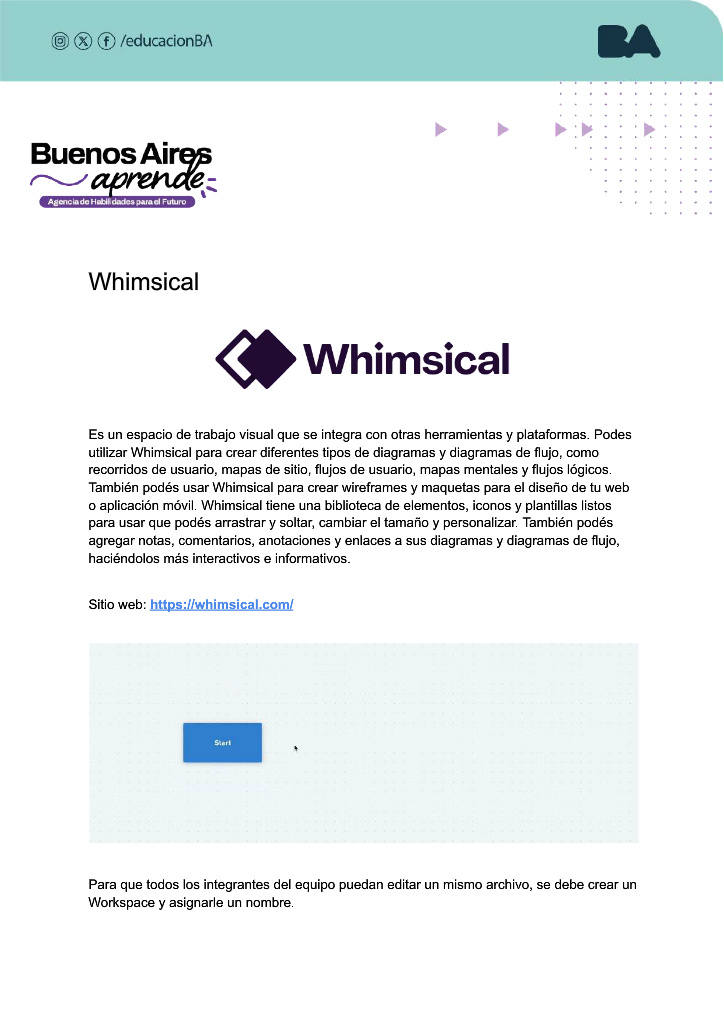 /educacionBA
BA
Buenos Aires
aprende
Agencia de Habilidades para el Futuro
Whimsical
Whimsical
Es un espacio de trabajo visual que se integra con otras herramientas y plataformas. Podes
utilizar Whimsical para crear diferentes tipos de diagramas y diagramas de flujo, como
recorridos de usuario, mapas de sitio, flujos de usuario, mapas mentales y flujos lógicos.
También podés usar Whimsical para crear wireframes y maquetas para el diseño de tu web
o aplicación móvil. Whimsical tiene una biblioteca de elementos, iconos y plantillas listos
para usar que podés arrastrar y soltar, cambiar el tamaño y personalizar. También podés
agregar notas, comentarios, anotaciones y enlaces a sus diagramas y diagramas de flujo,
haciéndolos más interactivos e informativos.
Sitio web: https://whimsical.com/
Start
Para que todos los integrantes del equipo puedan editar un mismo archivo, se debe crear un
Workspace y asignarle un nombre.